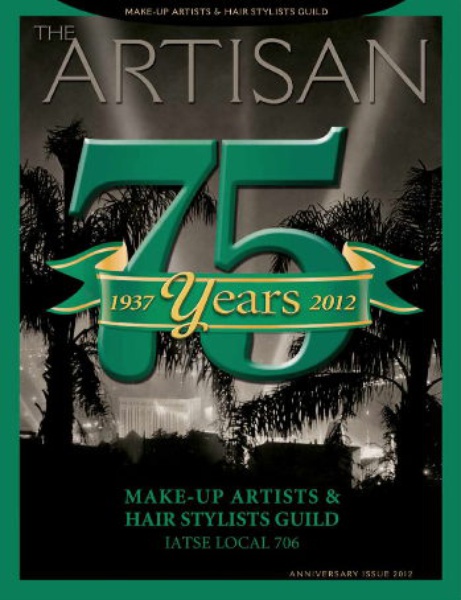 MAKE-UP ARTISTS & HAIR STYLISTS GUILD
THE
ARTISAN
75
1937 Years 2012
MAKE-UP ARTISTS &
HAIR STYLISTS GUILD
IATSE LOCAL 706
ANNIVERSARY ISSUE 2012